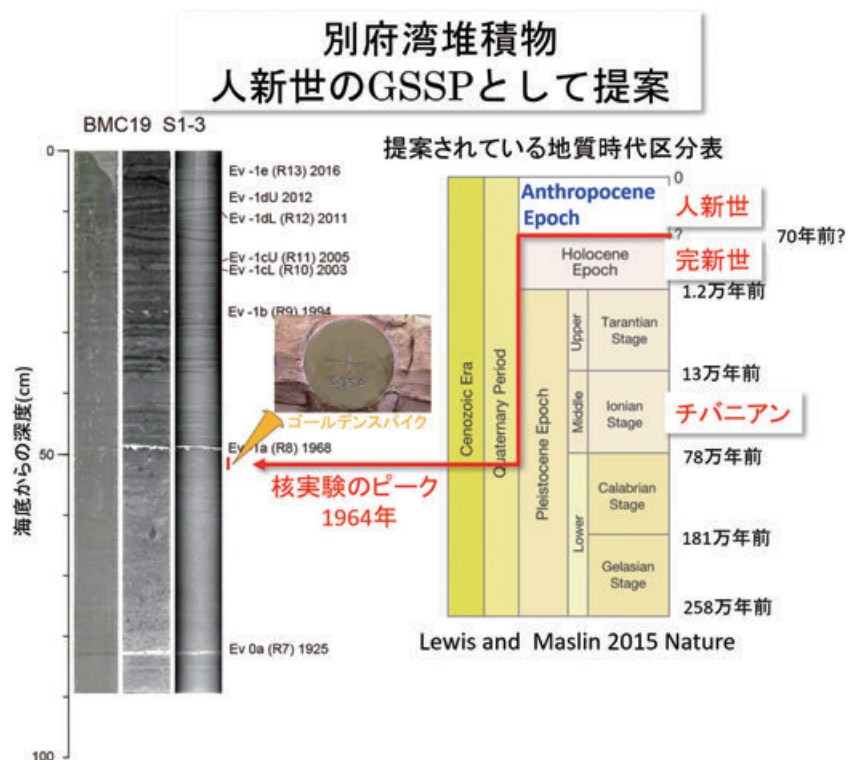 別府湾堆積物
人新世のGSSPとして提案
BMC19 S1-3
提案されている地質時代区分表
海底からの深度(cm)
0
50
100
Ev -1e (R13) 2016
Ev -1dU 2012
Ev -1dL (R12) 2011
Ev -1cU (R11) 2005
Ev -1cL (R10) 2003
Ev -1b (R9) 1994
GSSP
ゴールデンスパイク
Ev -1a (R8) 1968
核実験のピーク
1964年
Ev 0a (R7) 1925
Cenozoic Era
Quaternary Period
Anthropocene
Epoch
Holocene
Epoch
Pleistocene Epoch
Upper
Middle
Lower
Tarantian
Stage
Ionian
Stage
Calabrian
Stage
Gelasian
Stage
0
人新世
?
70年前?
完新世
1.2万年前
13万年前
チバニアン
78万年前
181万年前
258万年前
Lewis and Maslin 2015 Nature